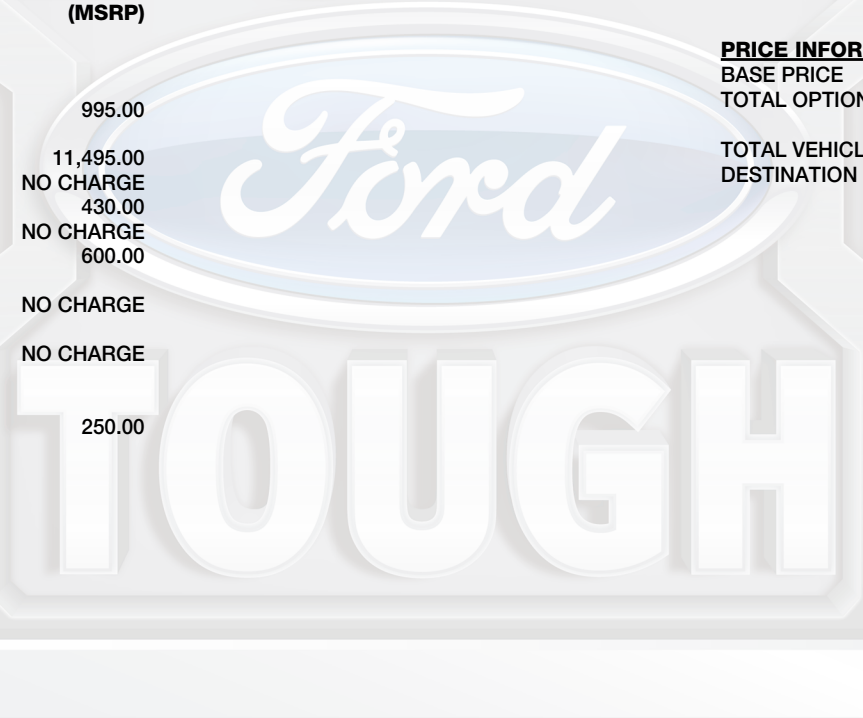 (MSRP)
995.00
11,495.00
NO CHARGE
430.00
NO CHARGE
600.00
NO CHARGE
NO CHARGE
250.00
PRICE INFOR
BASE PRICE
TOTAL OPTION
TOTAL VEHICL
DESTINATION
Ford
TOUGH